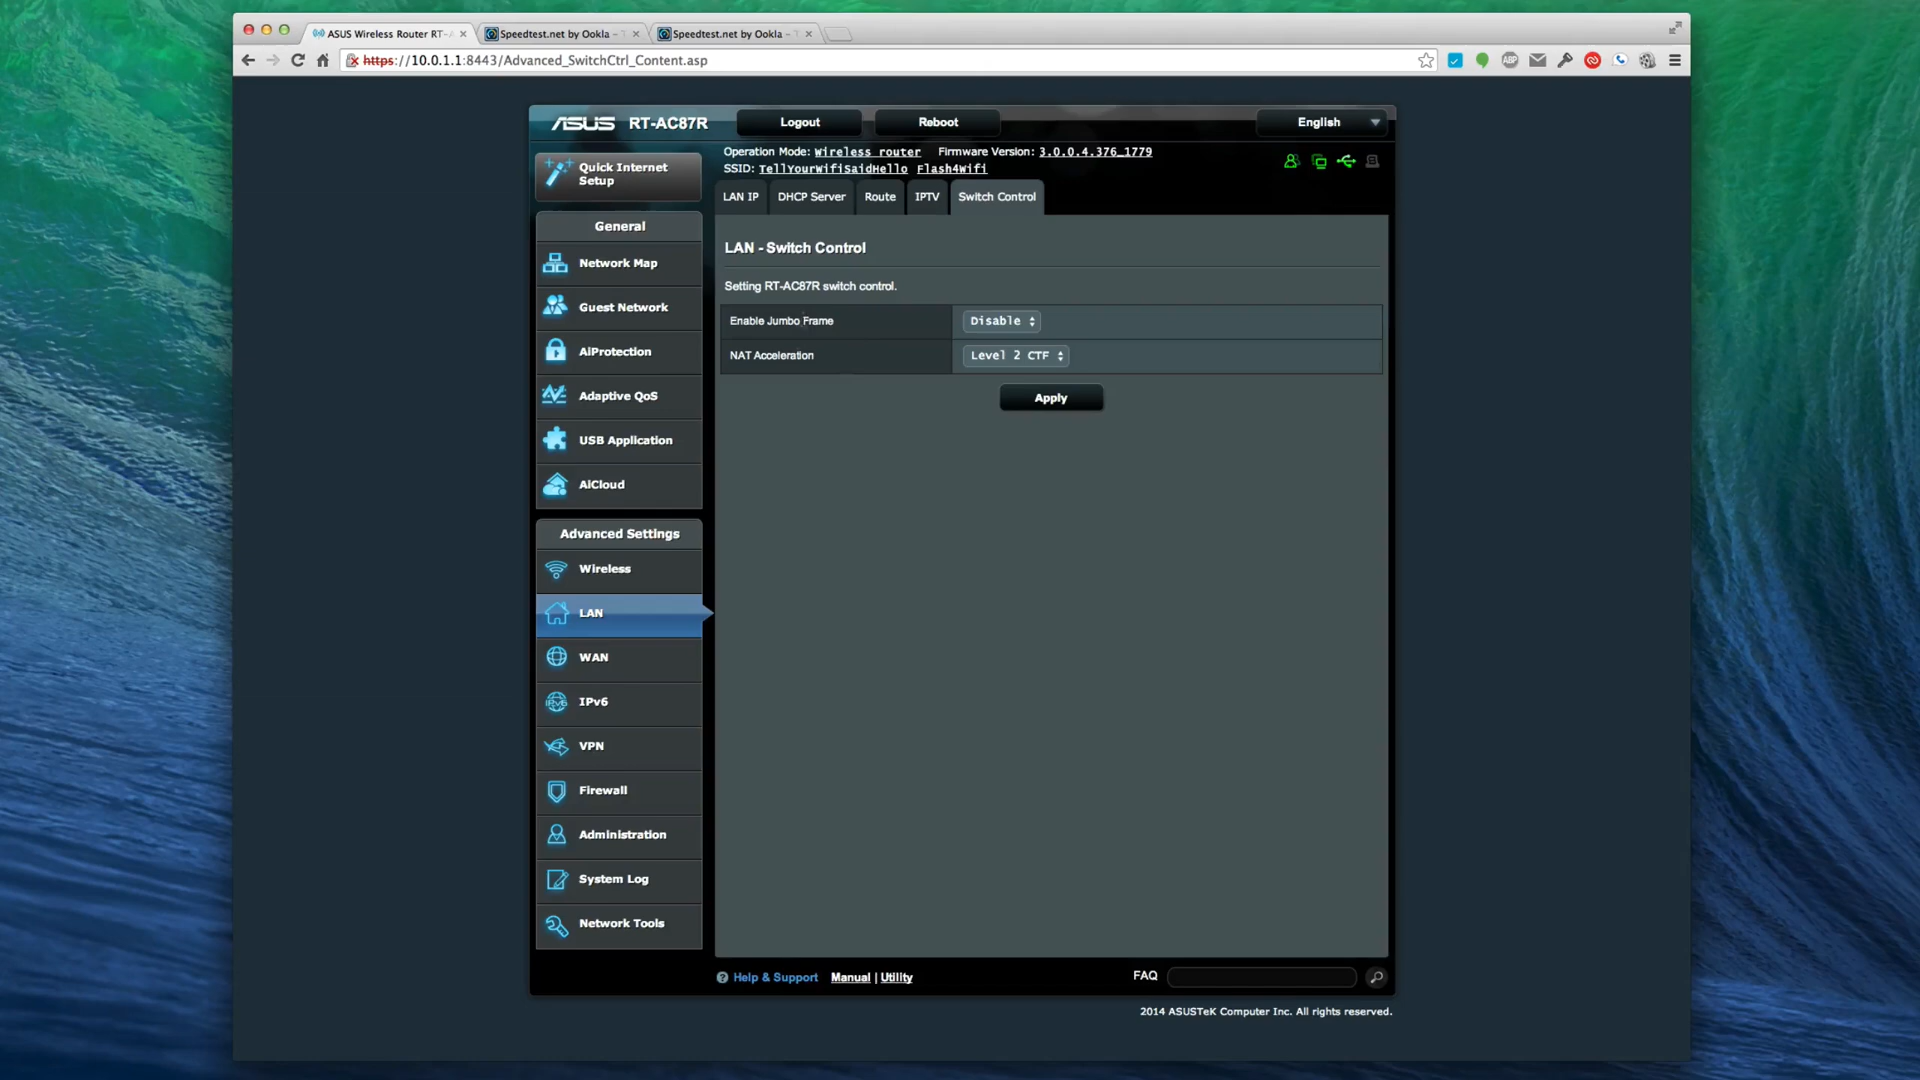 ASUS Wireless Router RT-
Speedtest.net by Ookla - T
Speedtest.net by Ookla - T
https://10.0.1.1:8443/Advanced_SwitchCtrl_Content.asp
ABP
ASUS RT-AC87R
Logout
Reboot
English
Operation Mode: Wireless router Firmware Version: 3.0.0.4.376_1779
SSID: TellYourWifiSaidHello Flash4Wifi
Quick Internet
Setup
LAN IP
DHCP Server
Route
IPTV
Switch Control
General
Network Map
Guest Network
AiProtection
Adaptive QoS
USB Application
AiCloud
Advanced Settings
Wireless
LAN
WAN
IPv6
IPv6
VPN
Firewall
Administration
System Log
Network Tools
LAN - Switch Control
Setting RT-AC87R switch control.
Enable Jumbo Frame
Disable
NAT Acceleration
Level 2 CTF
Apply
Help & Support
Manual | Utility
FAQ
2014 ASUSTeK Computer Inc. All rights reserved.